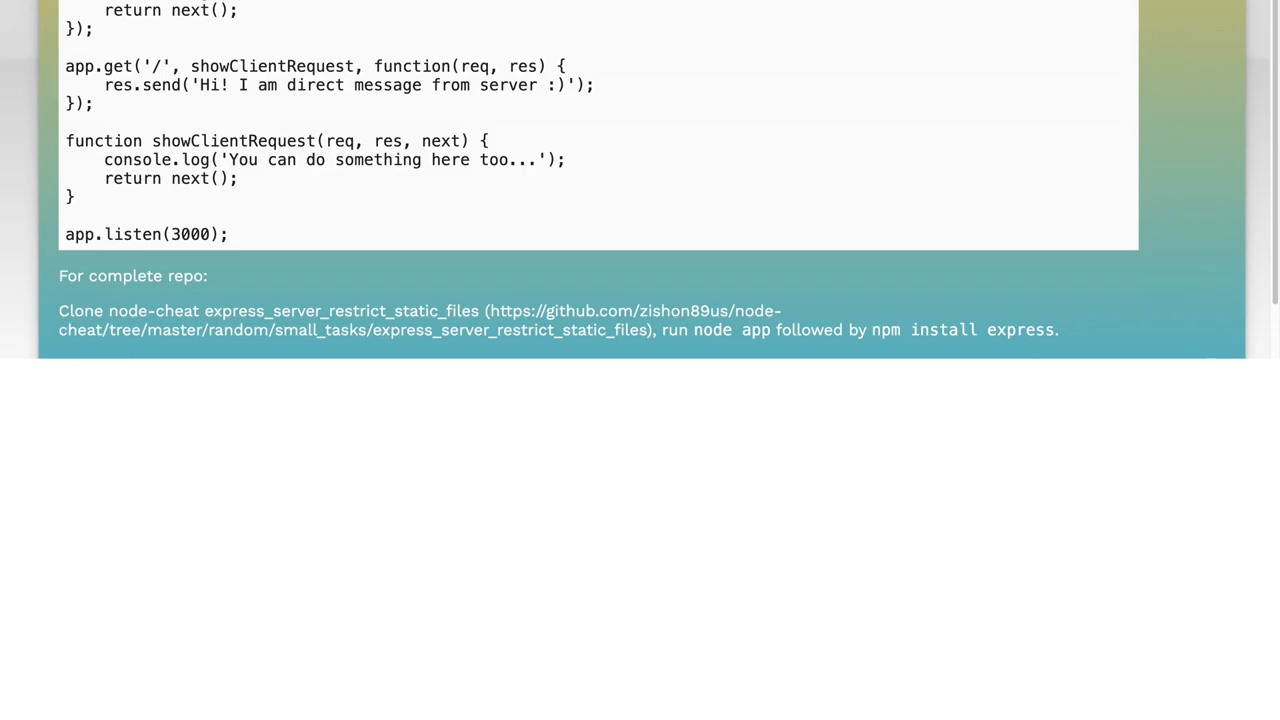 return next();
});
app.get('/', showClientRequest, function(req, res) {
res.send('Hi! I am direct message from server :)');
});
function showClientRequest(req, res, next) {
console.log('You can do something here too...');
return next();
}
app.listen(3000);
For complete repo:
Clone node-cheat express_server_restrict_static_files (https://github.com/zishon89us/node-
cheat/tree/master/random/small_tasks/express_server_restrict_static_files), run node app followed by npm install express.